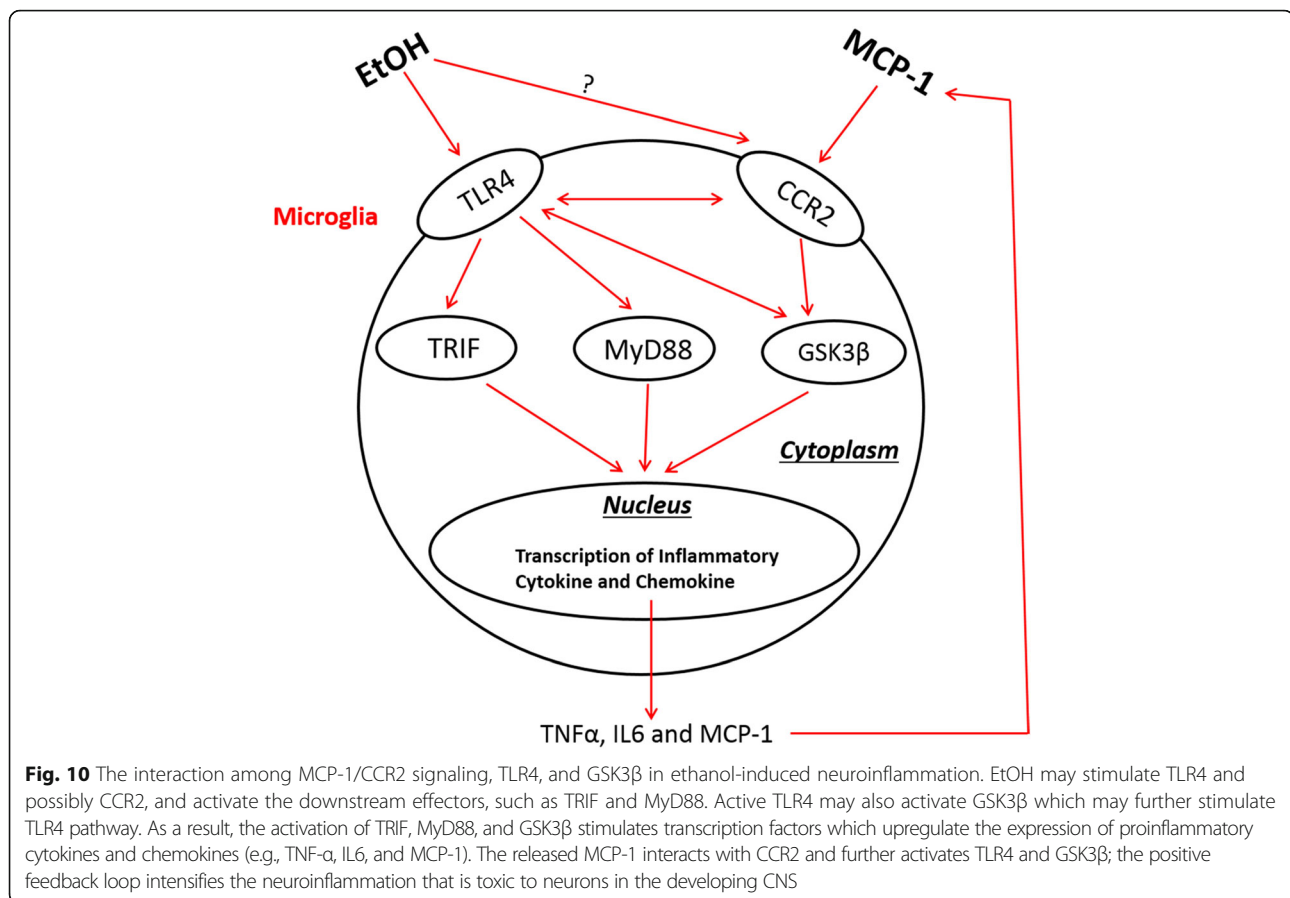 EtOH
MCP-1
?
TLR4
CCR2
Microglia
TRIF
MyD88
GSK3β
Cytoplasm
Nucleus
Transcription of Inflammatory
Cytokine and Chemokine
TNFα, IL6 and MCP-1
Fig. 10 The interaction among MCP-1/CCR2 signaling, TLR4, and GSK3β in ethanol-induced neuroinflammation. EtOH may stimulate TLR4 and
possibly CCR2, and activate the downstream effectors, such as TRIF and MyD88. Active TLR4 may also activate GSK3β which may further stimulate
TLR4 pathway. As a result, the activation of TRIF, MyD88, and GSK3β stimulates transcription factors which upregulate the expression of proinflammatory
cytokines and chemokines (e.g., TNF-α, IL6, and MCP-1). The released MCP-1 interacts with CCR2 and further activates TLR4 and GSK3β; the positive
feedback loop intensifies the neuroinflammation that is toxic to neurons in the developing CNS